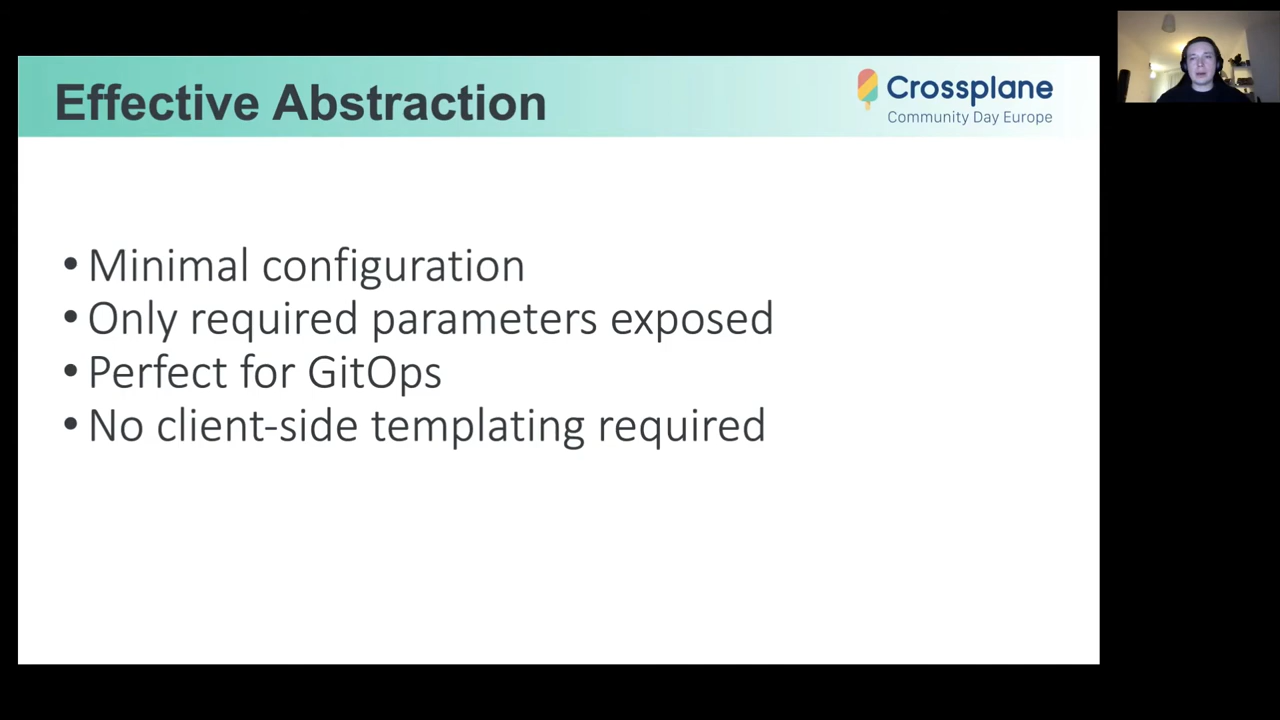 Effective Abstraction
Crossplane
Community Day Europe
• Minimal configuration
• Only required parameters exposed
• Perfect for GitOps
• No client-side templating required